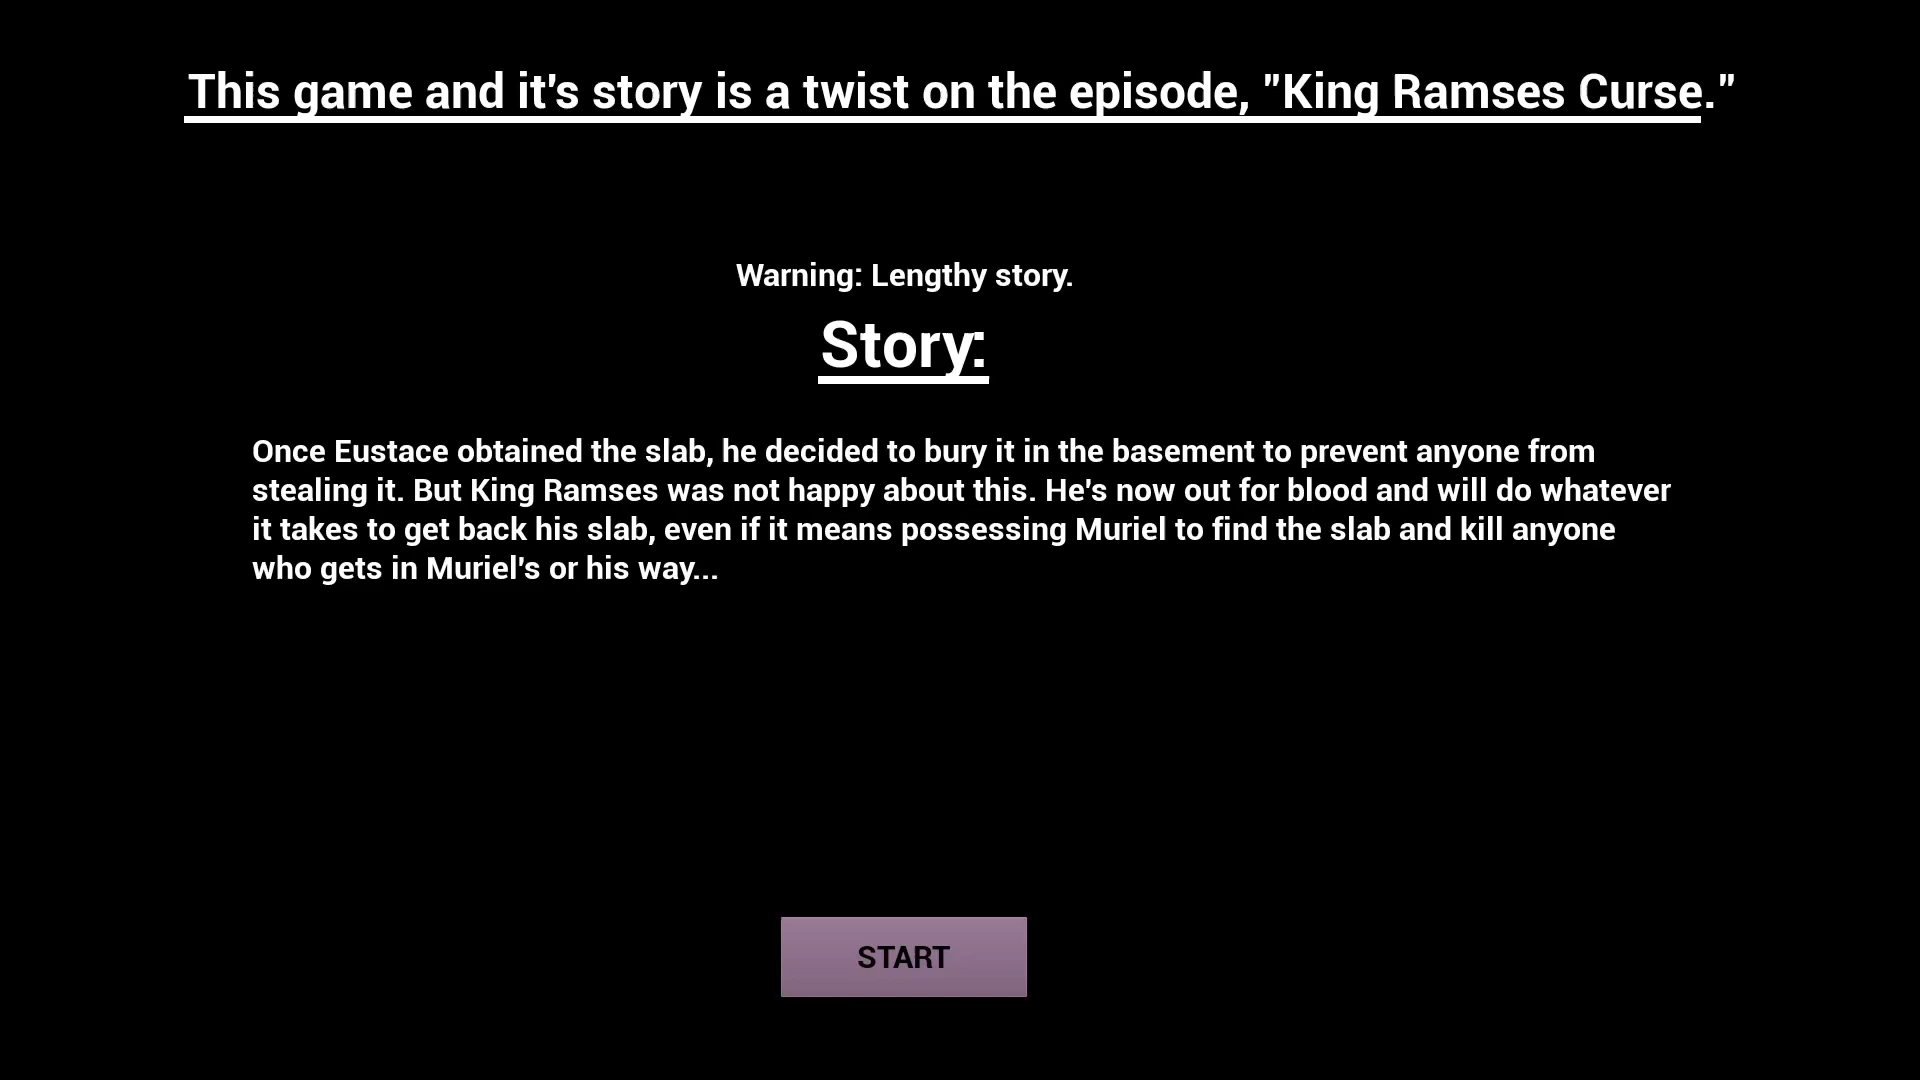 This game and it's story is a twist on the episode, "King Ramses Curse."
Warning: Lengthy story.
Story:
Once Eustace obtained the slab, he decided to bury it in the basement to prevent anyone from
stealing it. But King Ramses was not happy about this. He's now out for blood and will do whatever
it takes to get back his slab, even if it means possessing Muriel to find the slab and kill anyone
who gets in Muriel's or his way...
START